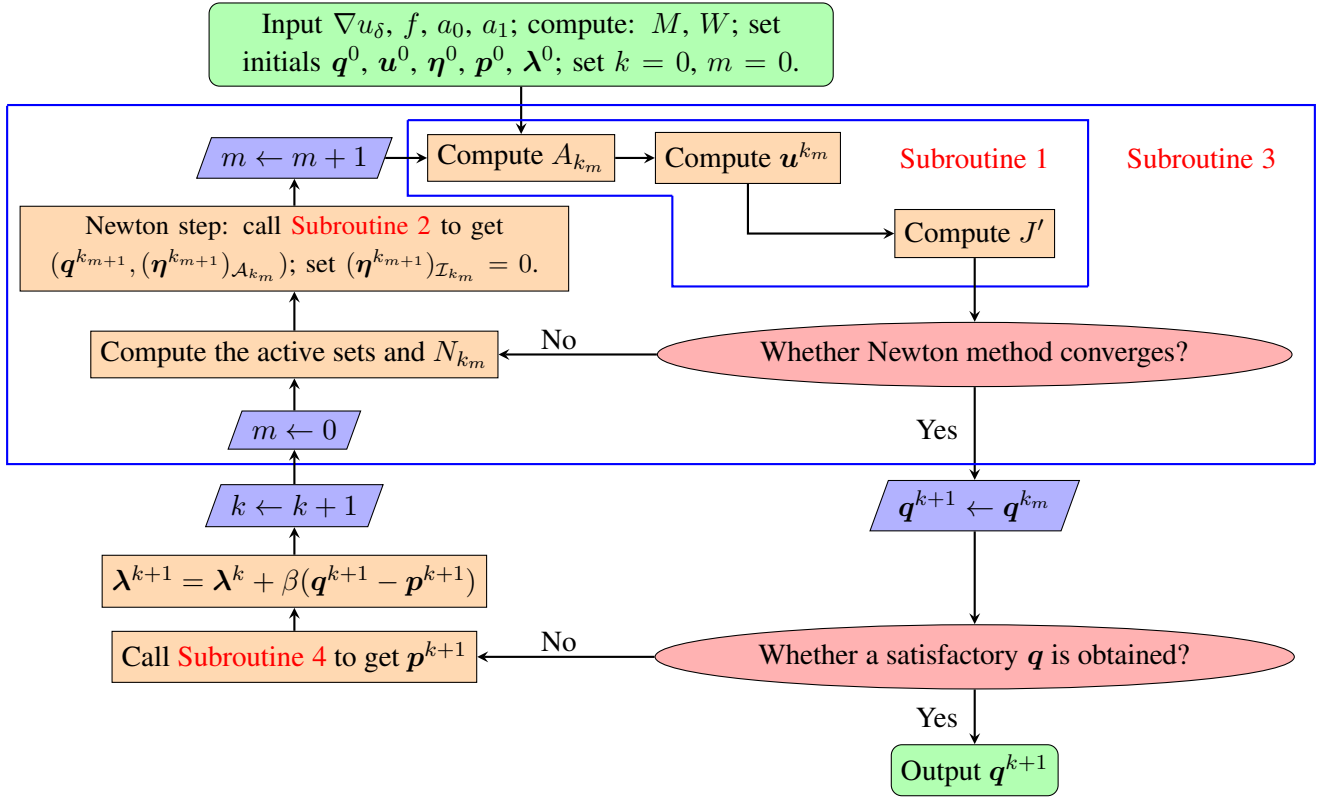 Input ∇u_δ, f, a_0, a_1; compute: M, W; set
initials q^0, u^0, η^0, p^0, λ^0; set k = 0, m = 0.
m ← m + 1
Compute A_{k_m}
Compute u^{k_m}
Subroutine 1
Subroutine 3
Newton step: call Subroutine 2 to get
(q^{k_{m+1}}, (η^{k_{m+1}})_{𝒜_{k_m}}); set (η^{k_{m+1}})_{ℐ_{k_m}} = 0.
Compute J′
Compute the active sets and N_{k_m}
No
Whether Newton method converges?
m ← 0
Yes
k ← k + 1
q^{k+1} ← q^{k_m}
λ^{k+1} = λ^k + β(q^{k+1} − p^{k+1})
Call Subroutine 4 to get p^{k+1}
No
Whether a satisfactory q is obtained?
Yes
Output q^{k+1}